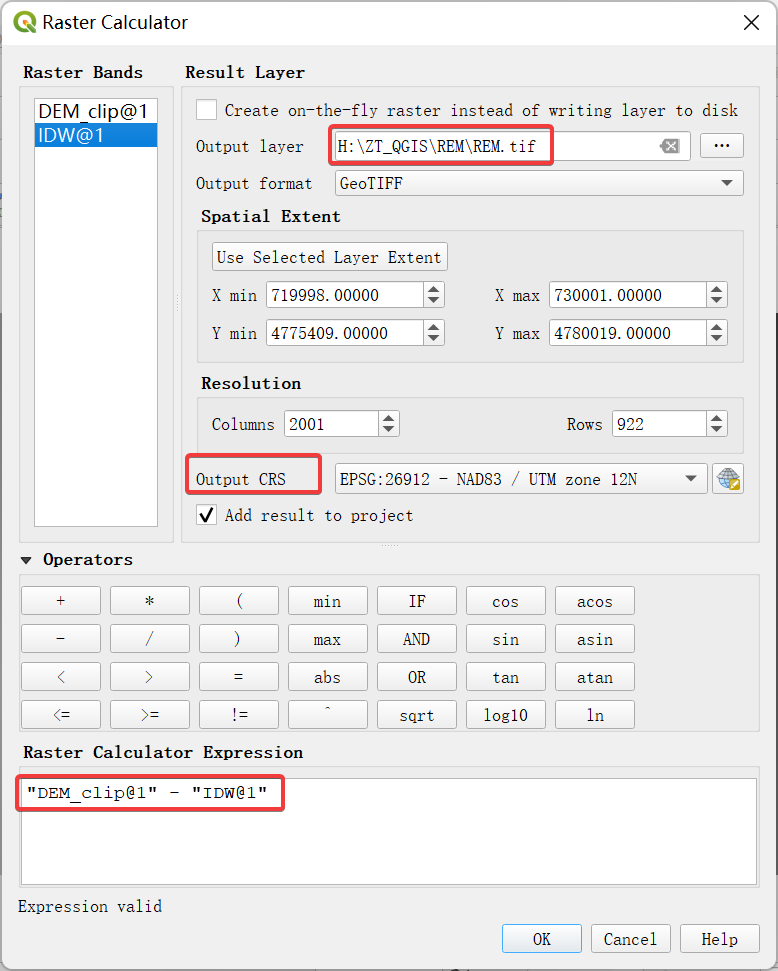 Raster Calculator
Raster Bands
DEM_clip@1
IDW@1
Result Layer
Create on-the-fly raster instead of writing layer to disk
Output layer H:\ZT_QGIS\REM\REM.tif ...
Output format GeoTIFF
Spatial Extent
Use Selected Layer Extent
X min 719998.00000 X max 730001.00000
Y min 4775409.00000 Y max 4780019.00000
Resolution
Columns 2001 Rows 922
Output CRS EPSG:26912 - NAD83 / UTM zone 12N
Add result to project
Operators
+ * ( min IF cos acos
- / ) max AND sin asin
< > = abs OR tan atan
<= >= != ^ sqrt log10 ln
Raster Calculator Expression
"DEM_clip@1" - "IDW@1"
Expression valid
OK Cancel Help